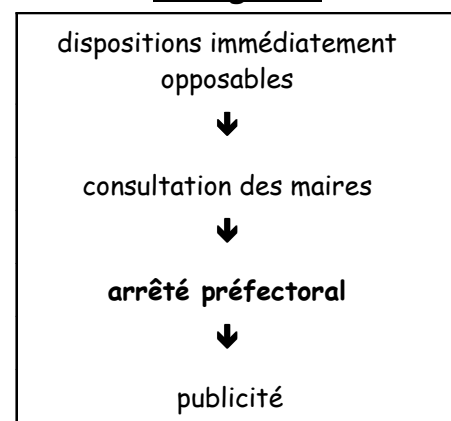 dispositions immédiatement
opposables
🡻
consultation des maires
🡻
arrêté préfectoral
🡻
publicité